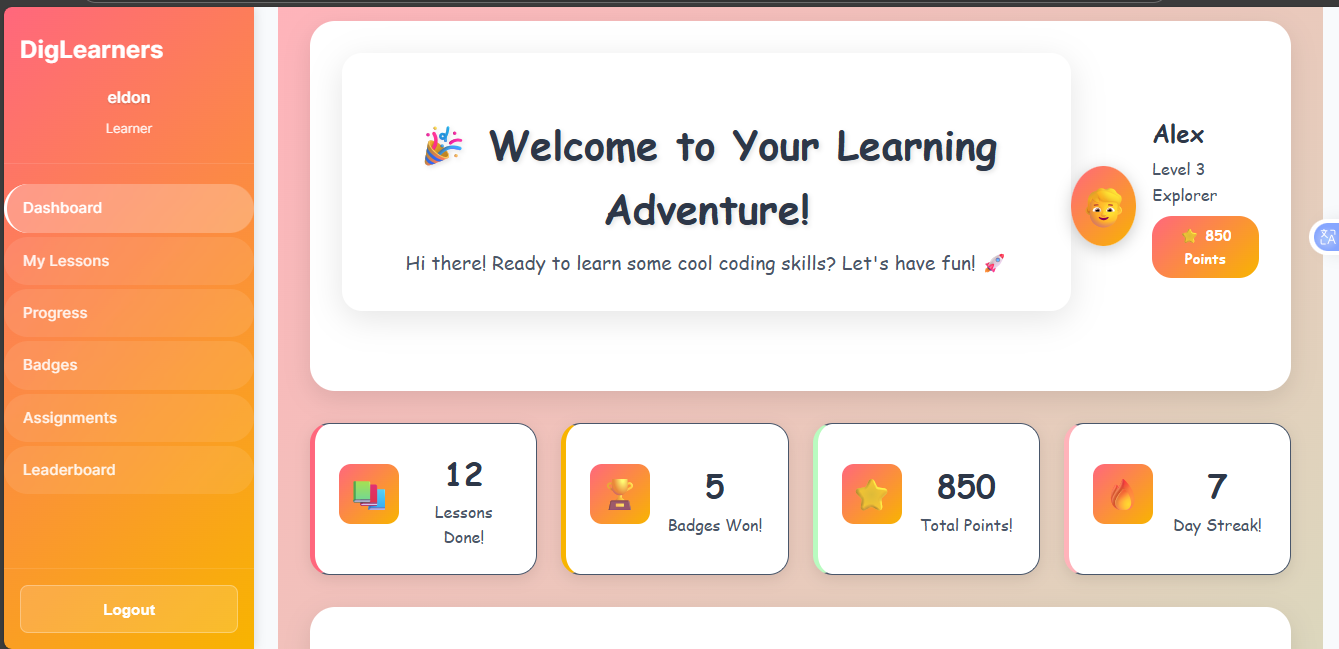 DigLearners
eldon
Learner
Dashboard
My Lessons
Progress
Badges
Assignments
Leaderboard
Logout
🎉 Welcome to Your Learning
Adventure!
Hi there! Ready to learn some cool coding skills? Let's have fun! 🚀
Alex
Level 3
Explorer
⭐ 850
Points
12
Lessons
Done!
5
Badges Won!
850
Total Points!
7
Day Streak!